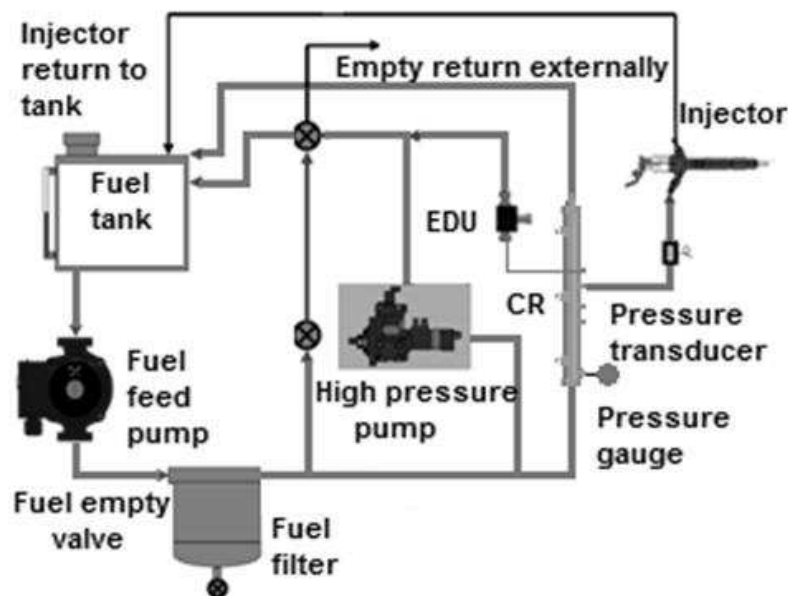 Injector
return to
tank
Empty return externally
Injector
Fuel
tank
EDU
CR
Pressure
transducer
Fuel
feed
pump
High pressure
pump
Pressure
gauge
Fuel empty
valve
Fuel
filter